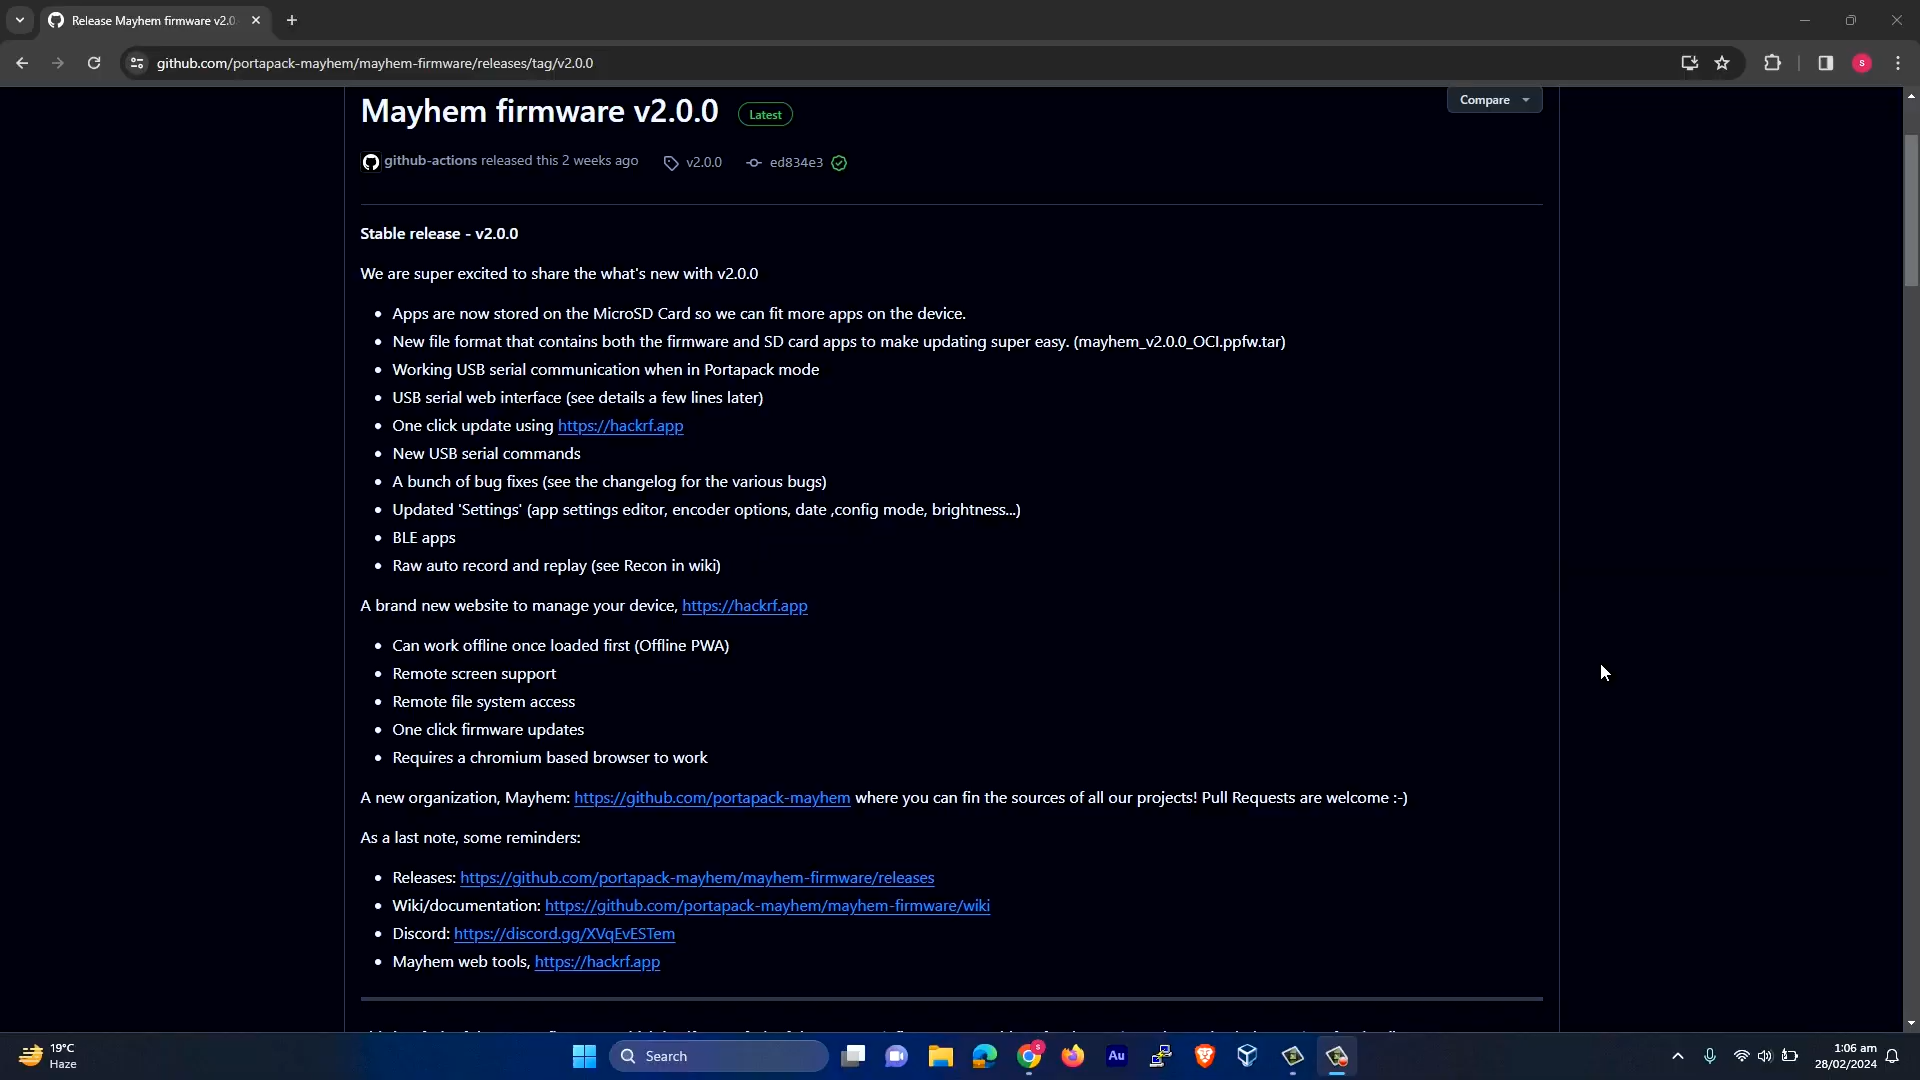 Release Mayhem firmware v2.0
github.com/portapack-mayhem/mayhem-firmware/releases/tag/v2.0.0
S
Mayhem firmware v2.0.0 Latest
Compare
github-actions released this 2 weeks ago v2.0.0 ed834e3
Stable release - v2.0.0
We are super excited to share the what's new with v2.0.0
Apps are now stored on the MicroSD Card so we can fit more apps on the device.
New file format that contains both the firmware and SD card apps to make updating super easy. (mayhem_v2.0.0_OCI.ppfw.tar)
Working USB serial communication when in Portapack mode
USB serial web interface (see details a few lines later)
One click update using https://hackrf.app
New USB serial commands
A bunch of bug fixes (see the changelog for the various bugs)
Updated 'Settings' (app settings editor, encoder options, date ,config mode, brightness...)
BLE apps
Raw auto record and replay (see Recon in wiki)
A brand new website to manage your device, https://hackrf.app
Can work offline once loaded first (Offline PWA)
Remote screen support
Remote file system access
One click firmware updates
Requires a chromium based browser to work
A new organization, Mayhem: https://github.com/portapack-mayhem where you can fin the sources of all our projects! Pull Requests are welcome :-)
As a last note, some reminders:
Releases: https://github.com/portapack-mayhem/mayhem-firmware/releases
Wiki/documentation: https://github.com/portapack-mayhem/mayhem-firmware/wiki
Discord: https://discord.gg/XVqEvESTem
Mayhem web tools, https://hackrf.app
19°C
Haze
Search
Au
1:06 am
28/02/2024